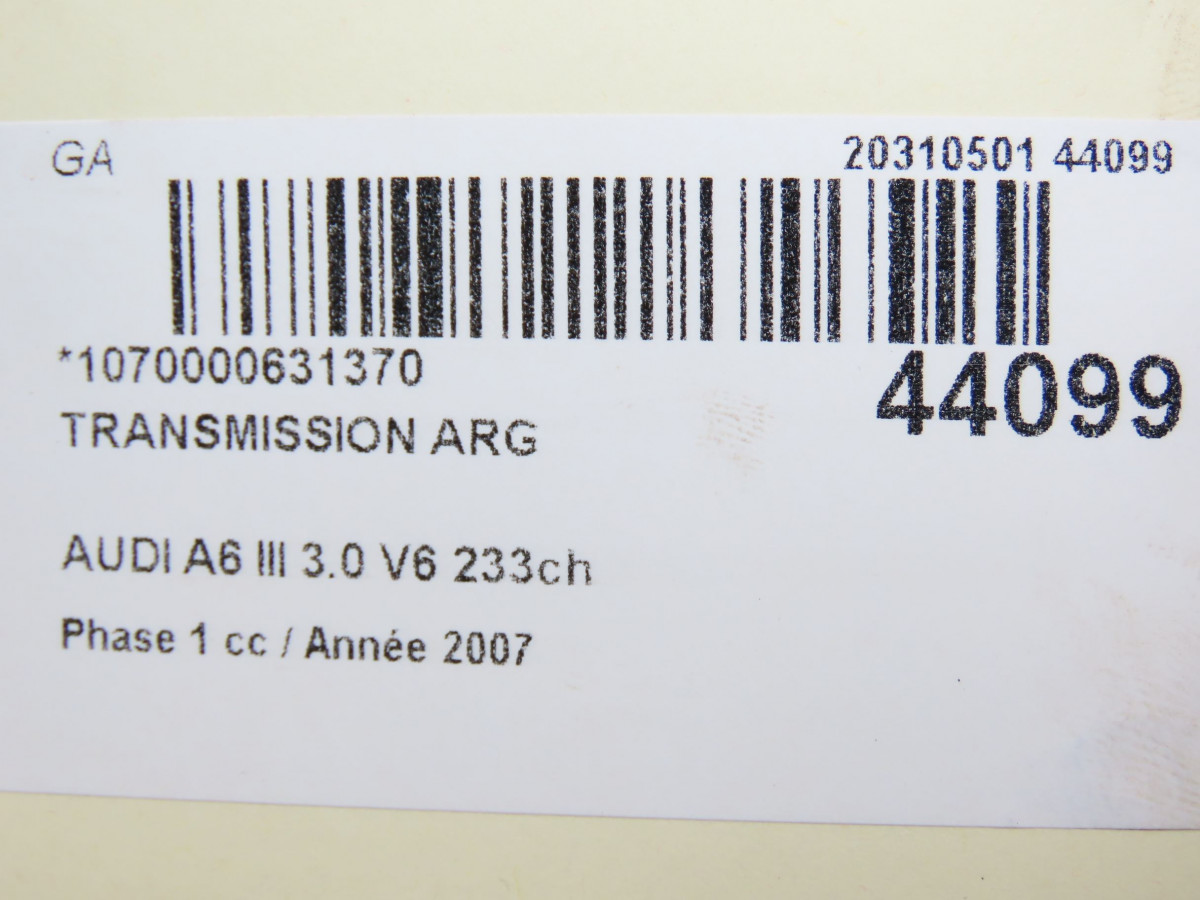 GA 20310501 44099
*1070000631370
44099
TRANSMISSION ARG
AUDI A6 III 3.0 V6 233ch
Phase 1 cc / Année 2007